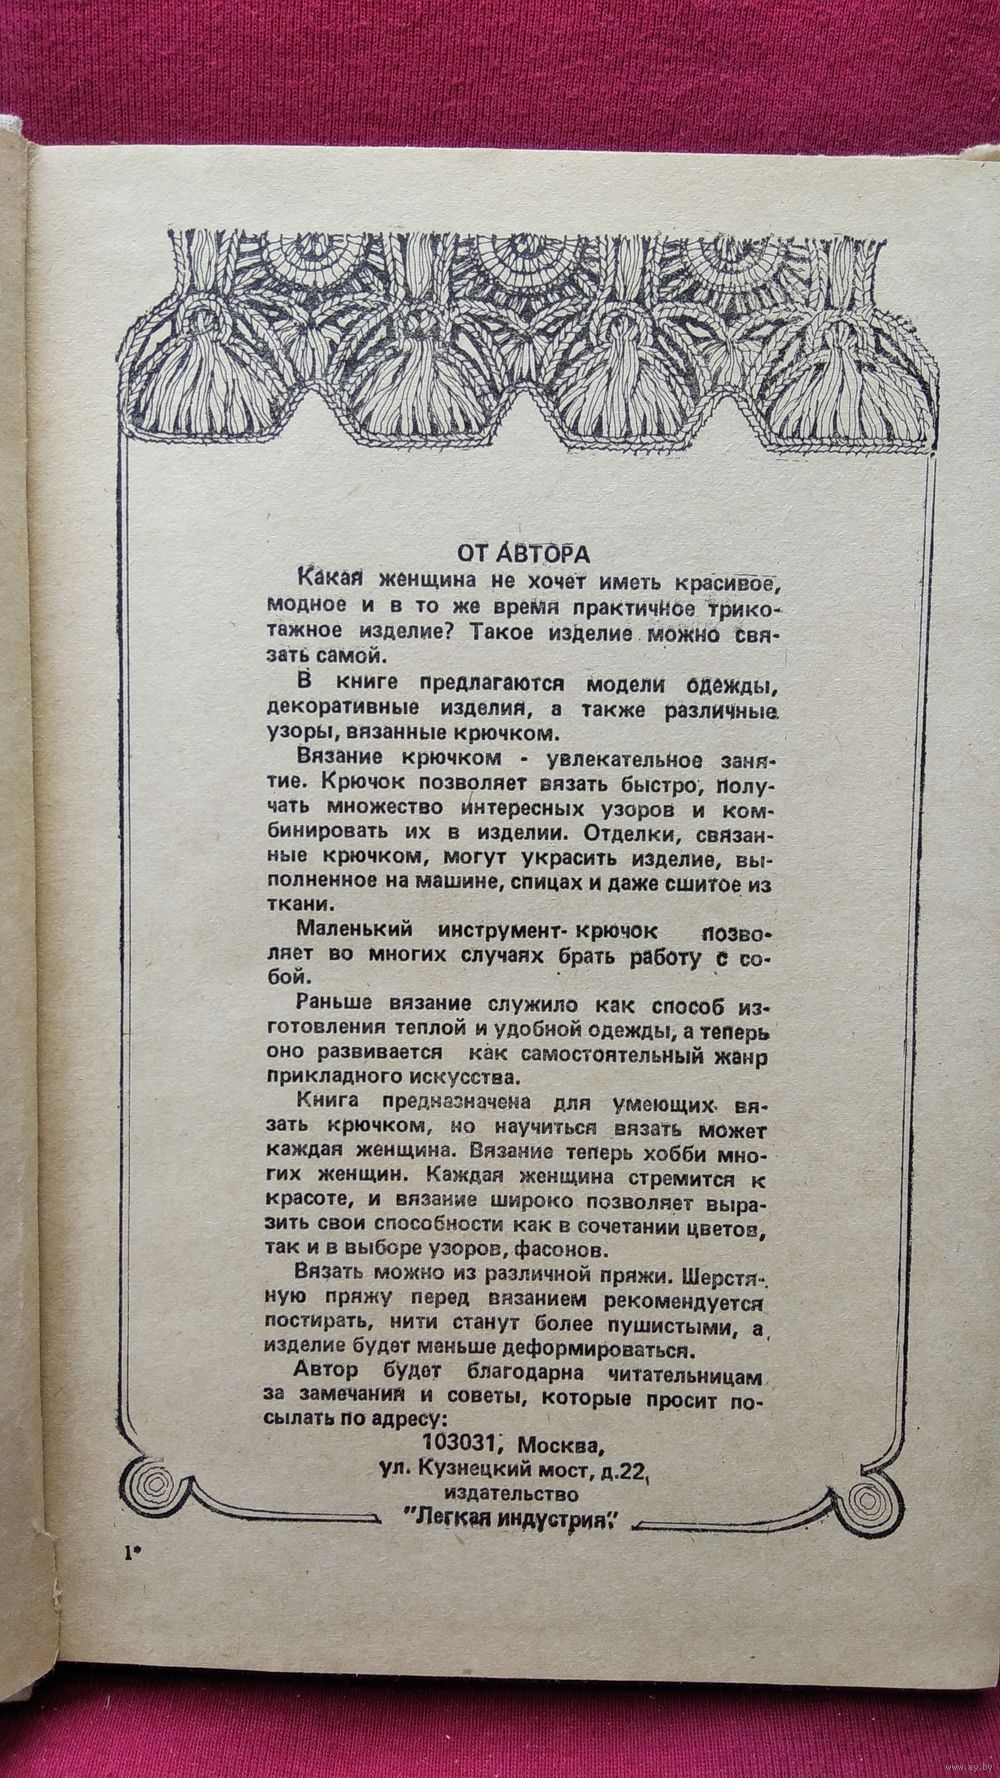 ОТ АВТОРА
Какая женщина не хочет иметь красивое,
модное и в то же время практичное трико-
тажное изделие? Такое изделие можно свя-
зать самой.
В книге предлагаются модели одежды,
декоративные изделия, а также различные
узоры, вязанные крючком.
Вязание крючком - увлекательное заня-
тие. Крючок позволяет вязать быстро, полу-
чать множество интересных узоров и ком-
бинировать их в изделии. Отделки, связан-
ные крючком, могут украсить изделие, вы-
полненное на машине, спицах и даже сшитое из
ткани.
Маленький инструмент- крючок позво-
ляет во многих случаях брать работу с со-
бой.
Раньше вязание служило как способ из-
готовления теплой и удобной одежды, а теперь
оно развивается как самостоятельный жанр
прикладного искусства.
Книга предназначена для умеющих вя-
зать крючком, но научиться вязать может
каждая женщина. Вязание теперь хобби мно-
гих женщин. Каждая женщина стремится к
красоте, и вязание широко позволяет выра-
зить свои способности как в сочетании цветов,
так и в выборе узоров, фасонов.
Вязать можно из различной пряжи. Шерстя-
ную пряжу перед вязанием рекомендуется
постирать, нити станут более пушистыми, а
изделие будет меньше деформироваться.
Автор будет благодарна читательницам
за замечания и советы, которые просит по-
сылать по адресу:
103031, Москва,
ул. Кузнецкий мост, д.22,
издательство
"Легкая индустрия".
1*
www.ay.by